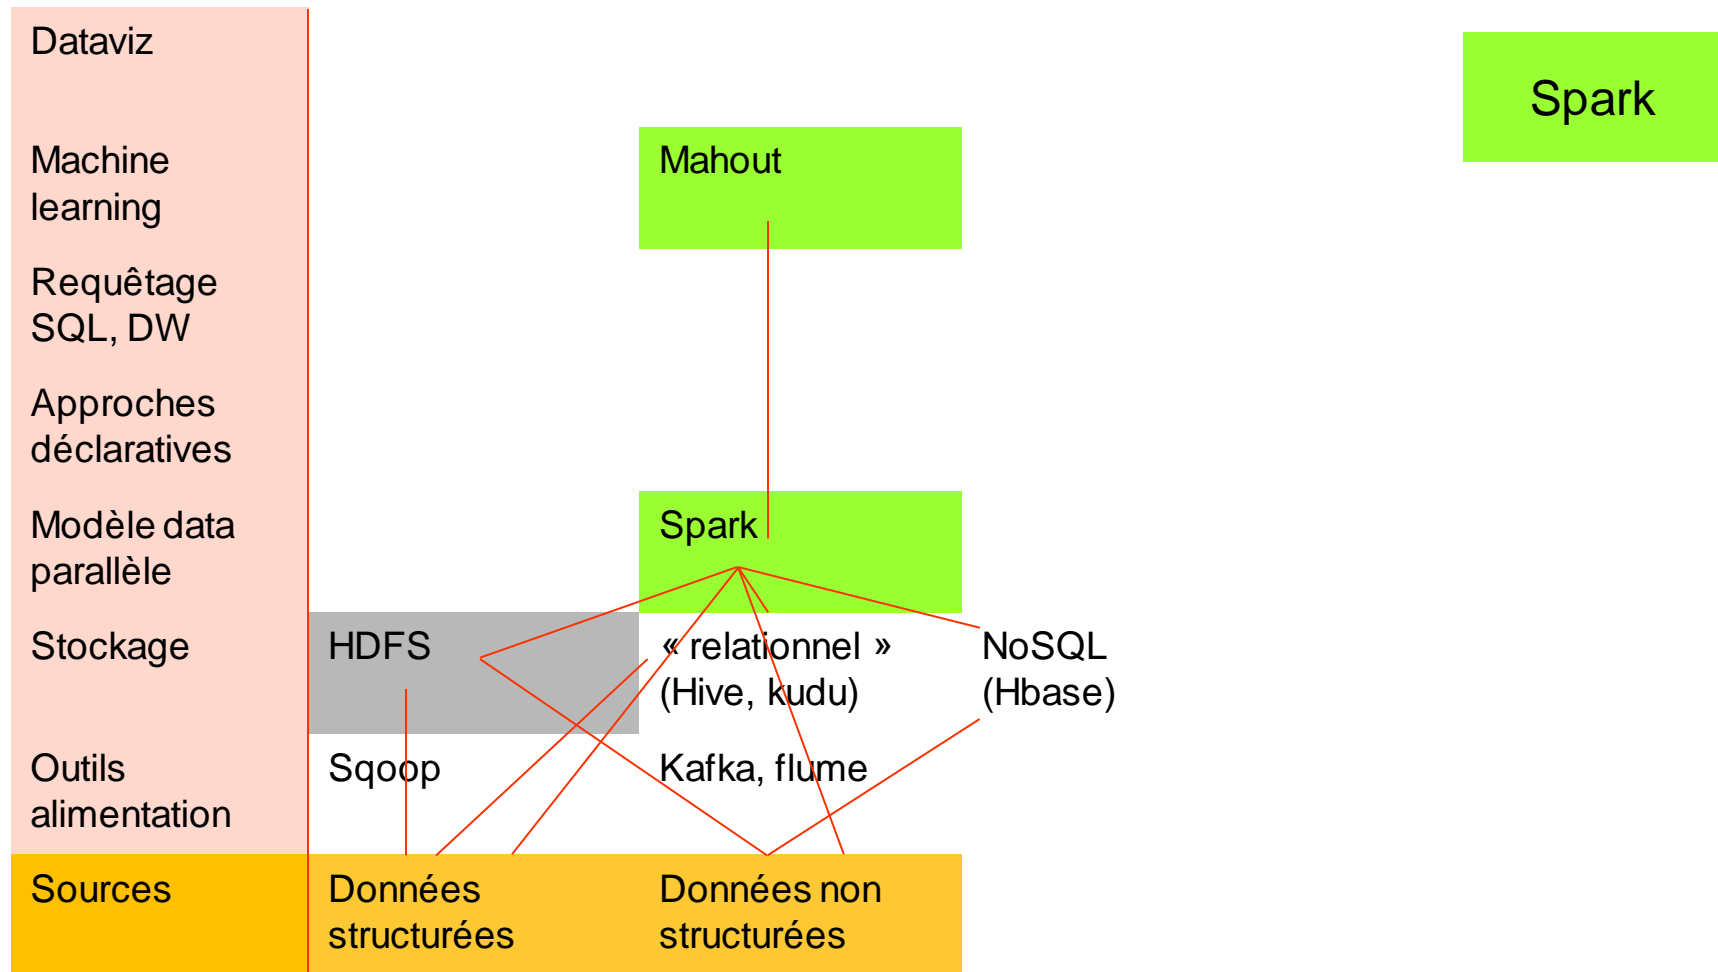 Dataviz
Spark
Machine
learning
Mahout
Requêtage
SQL, DW
Approches
déclaratives
Modèle data
parallèle
Spark
Stockage
HDFS
« relationnel »
(Hive, kudu)
NoSQL
(Hbase)
Outils
alimentation
Sqoop
Kafka, flume
Sources
Données
structurées
Données non
structurées